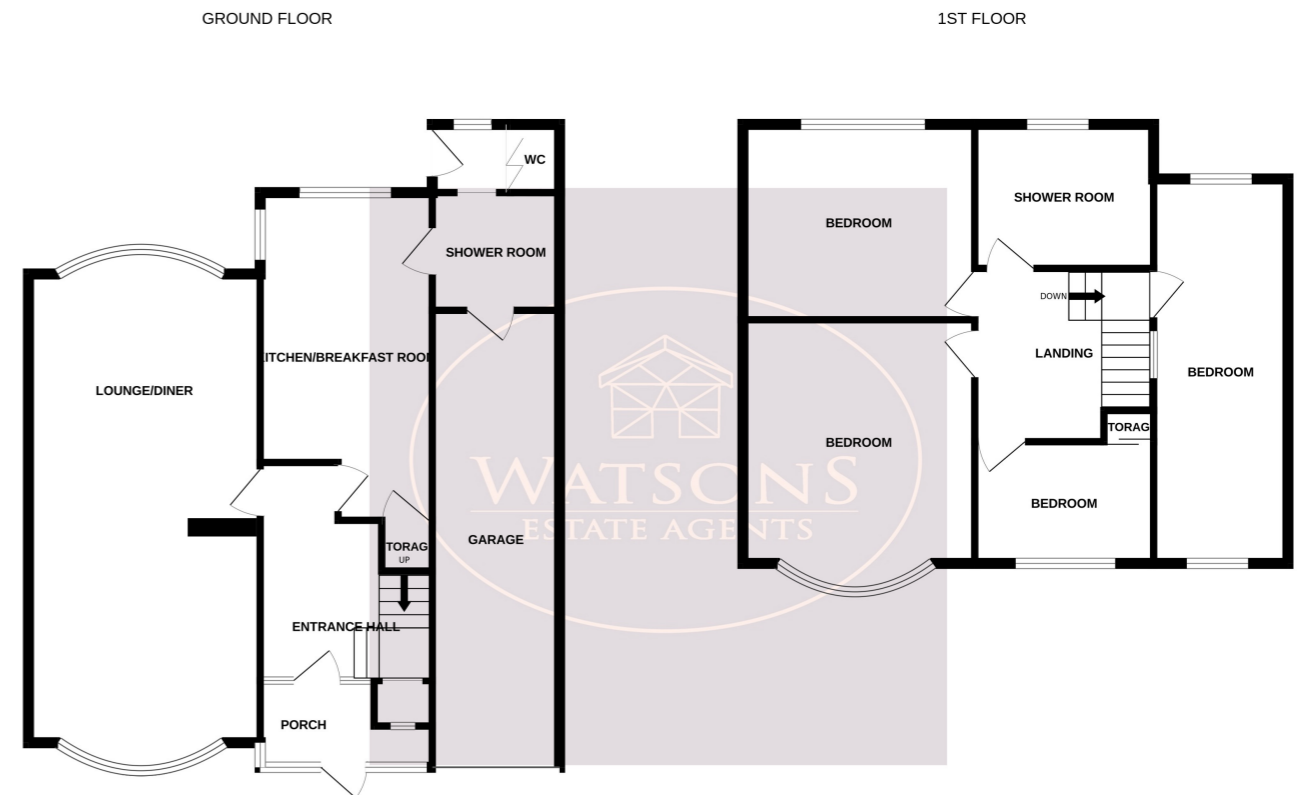 GROUND FLOOR
1ST FLOOR
WC
SHOWER ROOM
ITCHEN/BREAKFAST ROO
LOUNGE/DINER
TORAG
UP
GARAGE
ENTRANCE HALL
PORCH
BEDROOM
SHOWER ROOM
DOWN
LANDING
BEDROOM
TORAG
BEDROOM
BEDROOM
WATSONS
ESTATE AGENTS